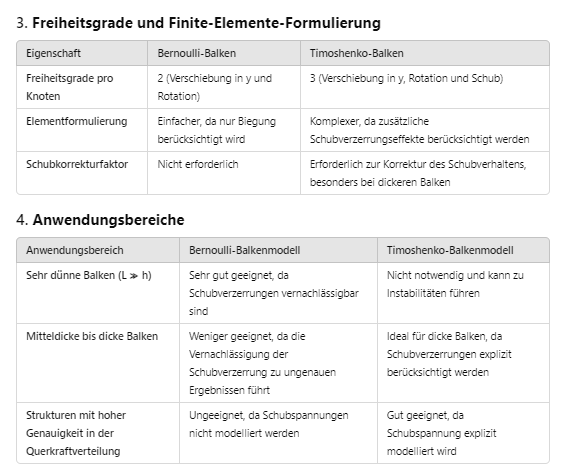 3. Freiheitsgrade und Finite-Elemente-Formulierung
Eigenschaft
Bernoulli-Balken
Timoshenko-Balken
Freiheitsgrade pro
Knoten
2 (Verschiebung in y und
Rotation)
3 (Verschiebung in y, Rotation und Schub)
Elementformulierung
Einfacher, da nur Biegung
berücksichtigt wird
Komplexer, da zusätzliche
Schubverzerrungseffekte berücksichtigt werden
Schubkorrekturfaktor
Nicht erforderlich
Erforderlich zur Korrektur des Schubverhaltens,
besonders bei dickeren Balken
4. Anwendungsbereiche
Anwendungsbereich
Bernoulli-Balkenmodell
Timoshenko-Balkenmodell
Sehr dünne Balken (L ≫ h)
Sehr gut geeignet, da
Schubverzerrungen vernachlässigbar
sind
Nicht notwendig und kann zu
Instabilitäten führen
Mitteldicke bis dicke Balken
Weniger geeignet, da die
Vernachlässigung der
Schubverzerrung zu ungenauen
Ergebnissen führt
Ideal für dicke Balken, da
Schubverzerrungen explizit
berücksichtigt werden
Strukturen mit hoher
Genauigkeit in der
Querkraftverteilung
Ungeeignet, da Schubspannungen
nicht modelliert werden
Gut geeignet, da
Schubspannung explizit
modelliert wird